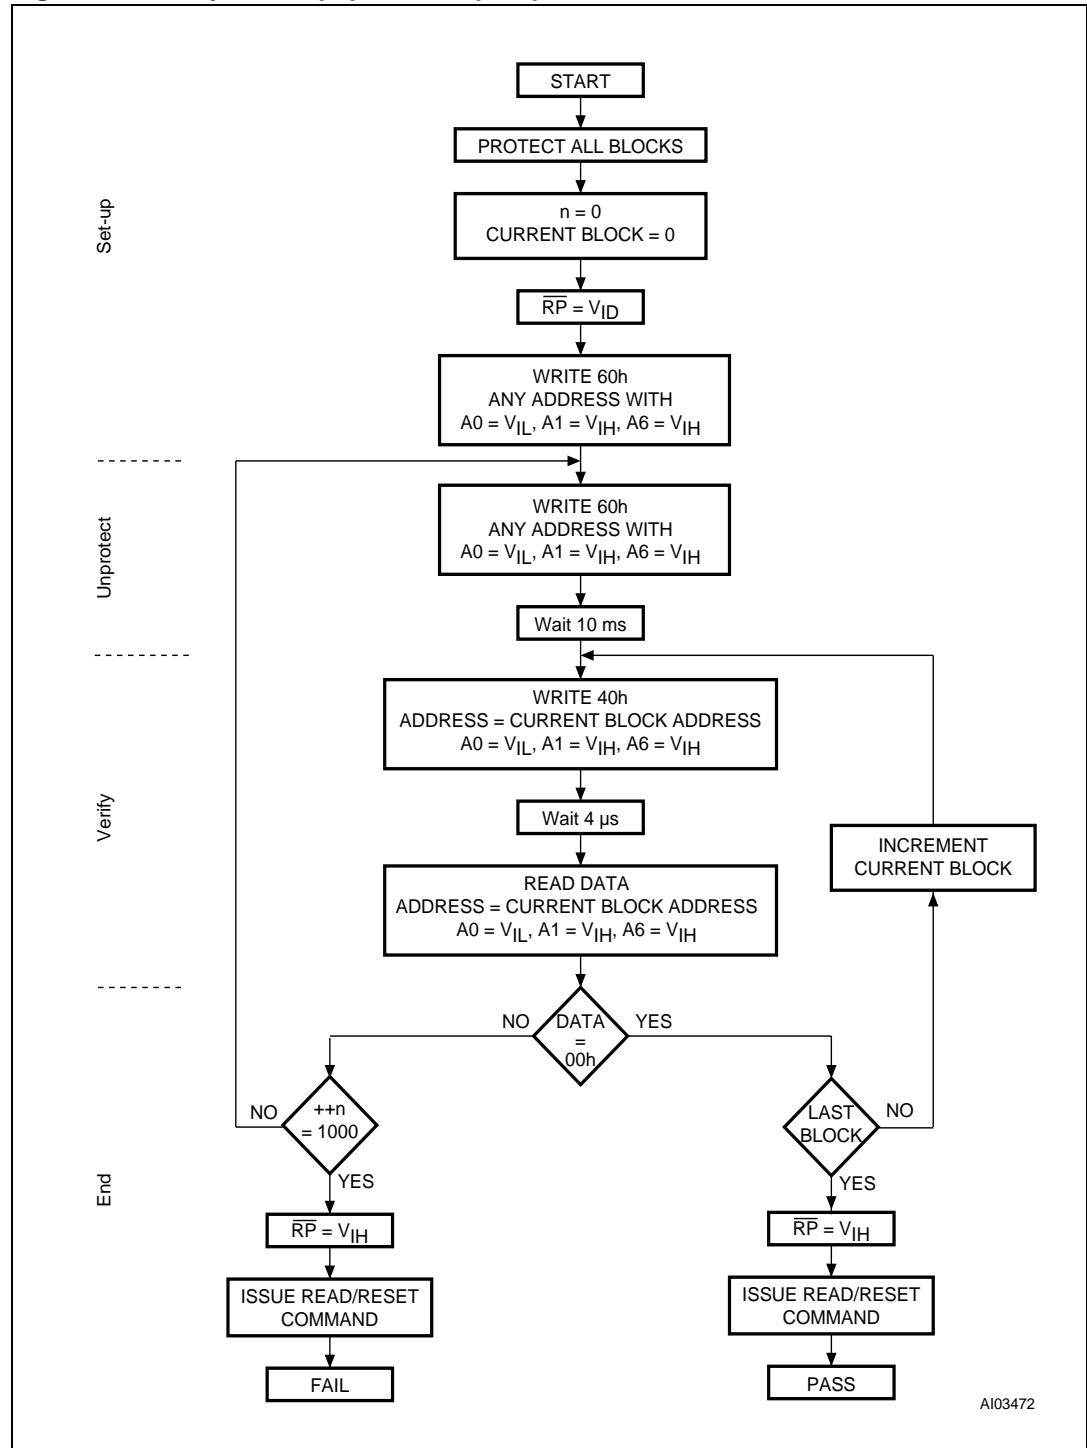 START
PROTECT ALL BLOCKS
Set-up
n = 0
CURRENT BLOCK = 0
RP = VID
WRITE 60h
ANY ADDRESS WITH
A0 = VIL, A1 = VIH, A6 = VIH
Unprotect
WRITE 60h
ANY ADDRESS WITH
A0 = VIL, A1 = VIH, A6 = VIH
Wait 10 ms
WRITE 40h
ADDRESS = CURRENT BLOCK ADDRESS
A0 = VIL, A1 = VIH, A6 = VIH
Verify
Wait 4 µs
INCREMENT
CURRENT BLOCK
READ DATA
ADDRESS = CURRENT BLOCK ADDRESS
A0 = VIL, A1 = VIH, A6 = VIH
NO
DATA
=
00h
YES
NO
++n
= 1000
YES
LAST
BLOCK
NO
YES
End
RP = VIH
RP = VIH
ISSUE READ/RESET
COMMAND
ISSUE READ/RESET
COMMAND
FAIL
PASS
AI03472